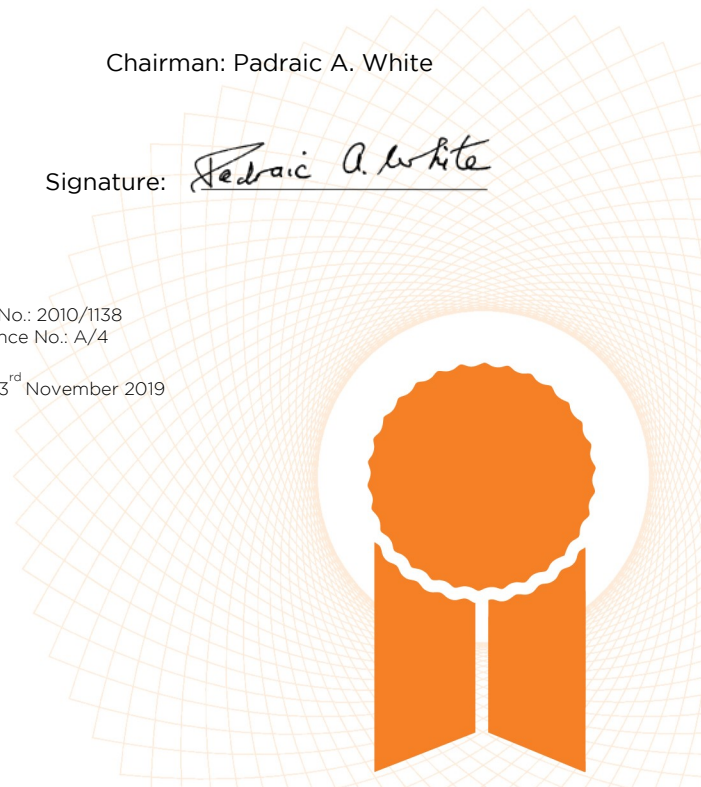 Chairman: Padraic A. White
Signature: Padraic A. White
No.: 2010/1138
nce No.: A/4
3rd November 2019